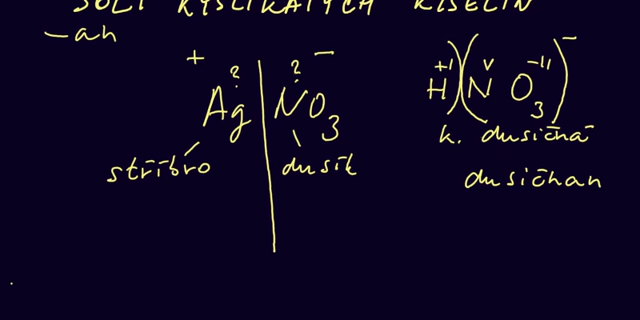 SOLI KYSLÍKATÝCH KYSELIN
-an
+ ? ? - +I V -II -
Ag | NO3 H)(N O3)
stříbro dusík k. dusičná
dusičnan